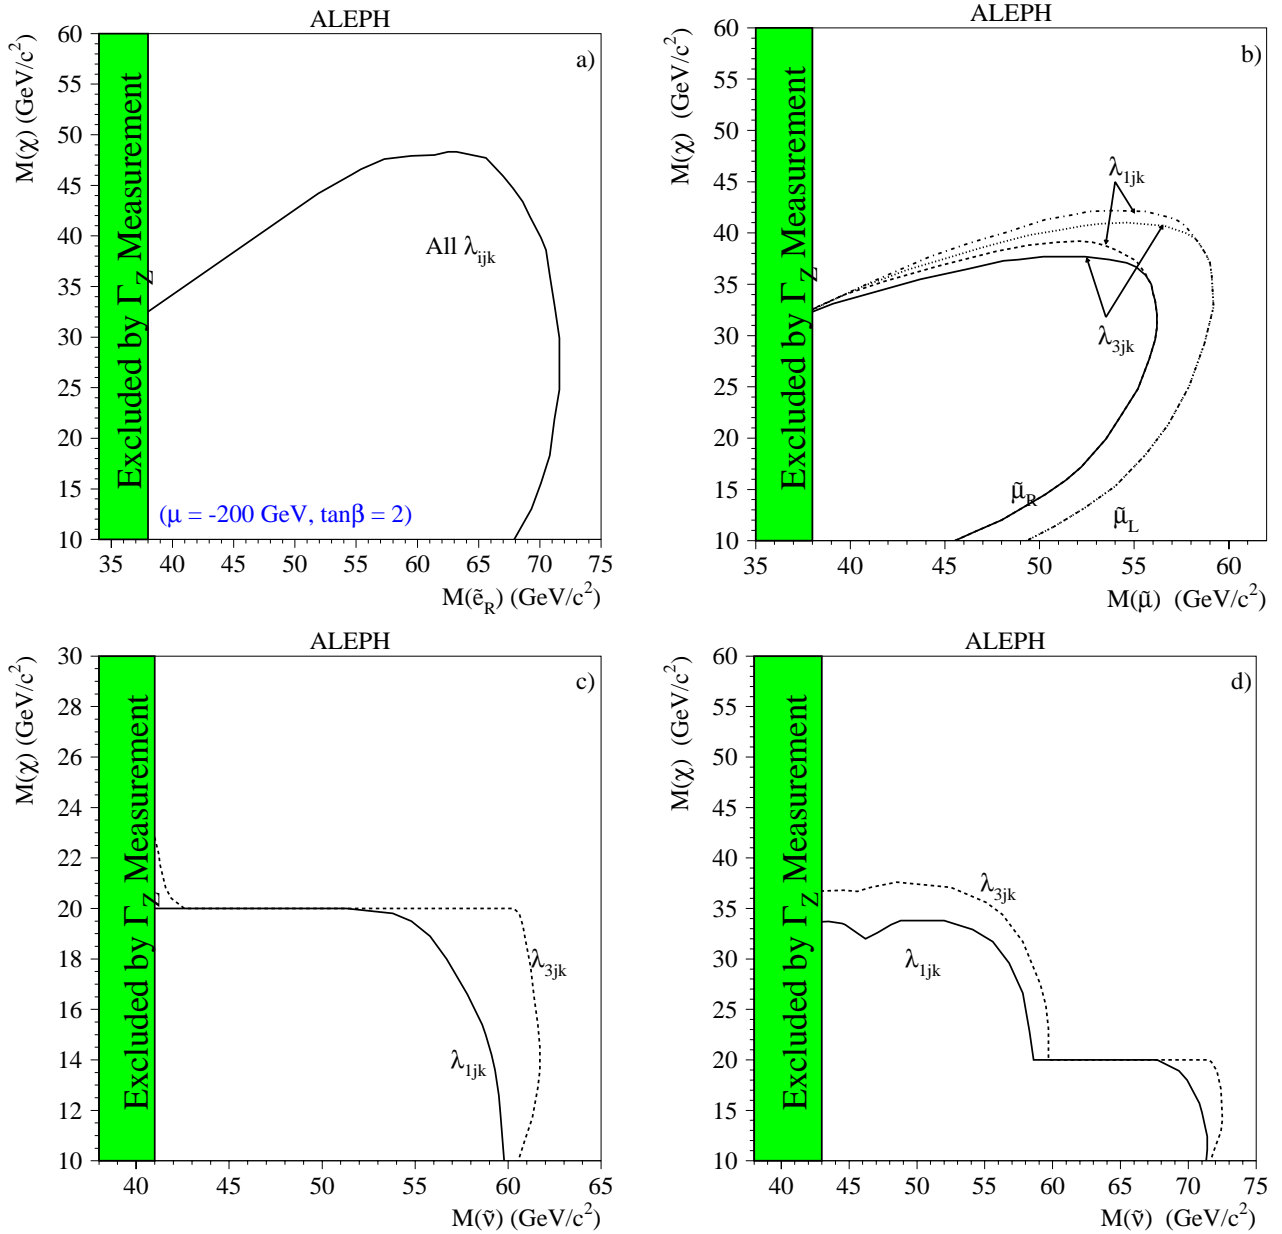 ALEPH
M(χ) (GeV/c²)
60
55
50
45
40
35
30
25
20
15
10
a)
Excluded by Γ_Z Measurement
All λ_ijk
(μ = -200 GeV, tanβ = 2)
35 40 45 50 55 60 65 70 75
M(ẽ_R) (GeV/c²)
ALEPH
M(χ) (GeV/c²)
60
55
50
45
40
35
30
25
20
15
10
b)
Excluded by Γ_Z Measurement
λ_1jk
λ_3jk
μ̃_R
μ̃_L
35 40 45 50 55 60
M(μ̃) (GeV/c²)
ALEPH
M(χ) (GeV/c²)
30
28
26
24
22
20
18
16
14
12
10
c)
Excluded by Γ_Z Measurement
λ_3jk
λ_1jk
40 45 50 55 60 65
M(ν̃) (GeV/c²)
ALEPH
M(χ) (GeV/c²)
60
55
50
45
40
35
30
25
20
15
10
d)
Excluded by Γ_Z Measurement
λ_3jk
λ_1jk
40 45 50 55 60 65 70 75
M(ν̃) (GeV/c²)